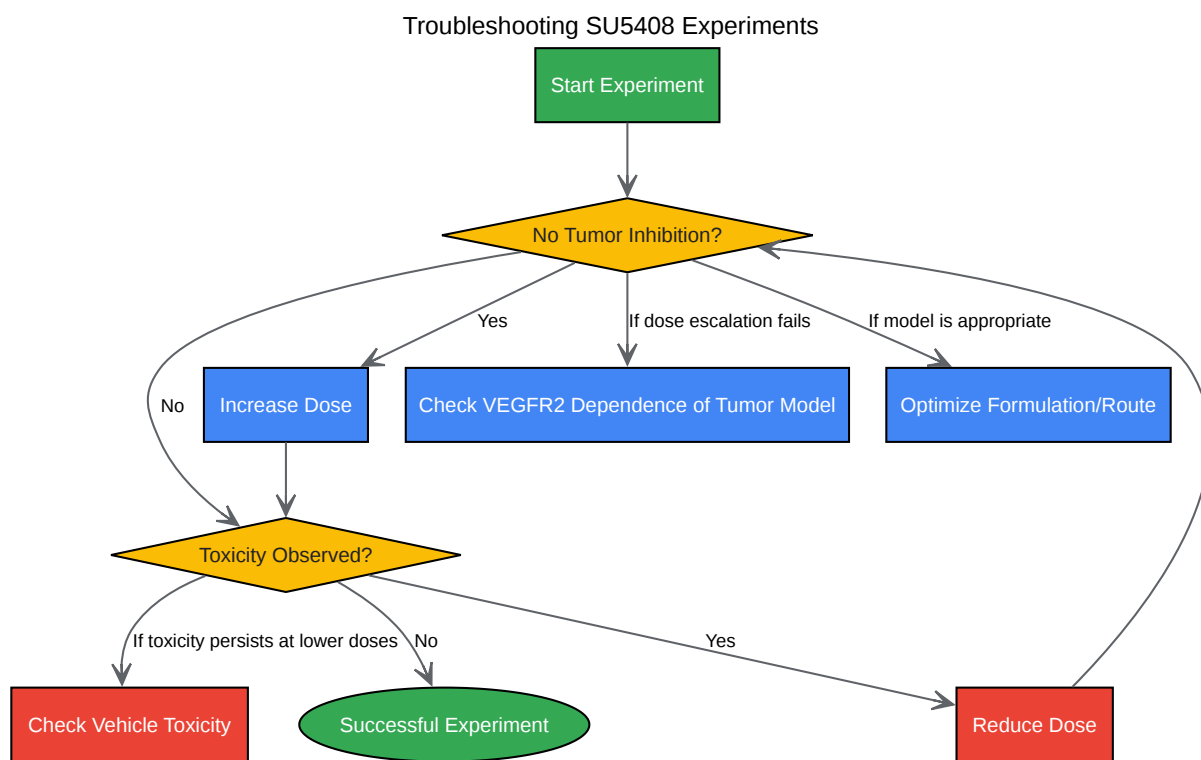 Troubleshooting SU5408 Experiments
Start Experiment
No Tumor Inhibition?
Yes
If dose escalation fails
If model is appropriate
No
Increase Dose
Check VEGFR2 Dependence of Tumor Model
Optimize Formulation/Route
Toxicity Observed?
If toxicity persists at lower doses
No
Yes
Check Vehicle Toxicity
Successful Experiment
Reduce Dose